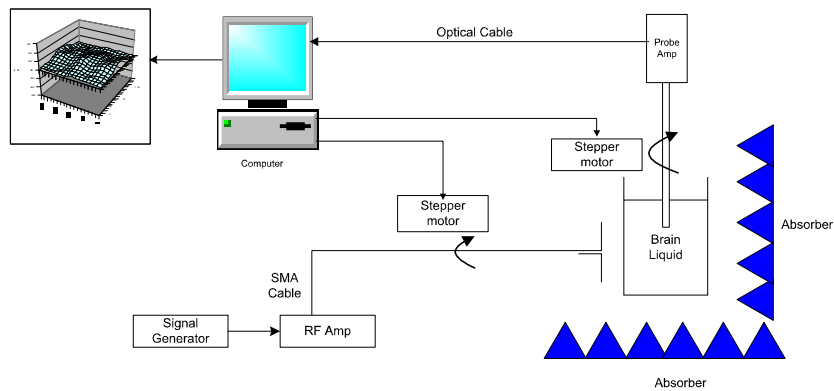 Optical Cable
Probe
Amp
Stepper
motor
Computer
Stepper
motor
Absorber
Brain
Liquid
SMA
Cable
Signal
Generator
RF Amp
Absorber